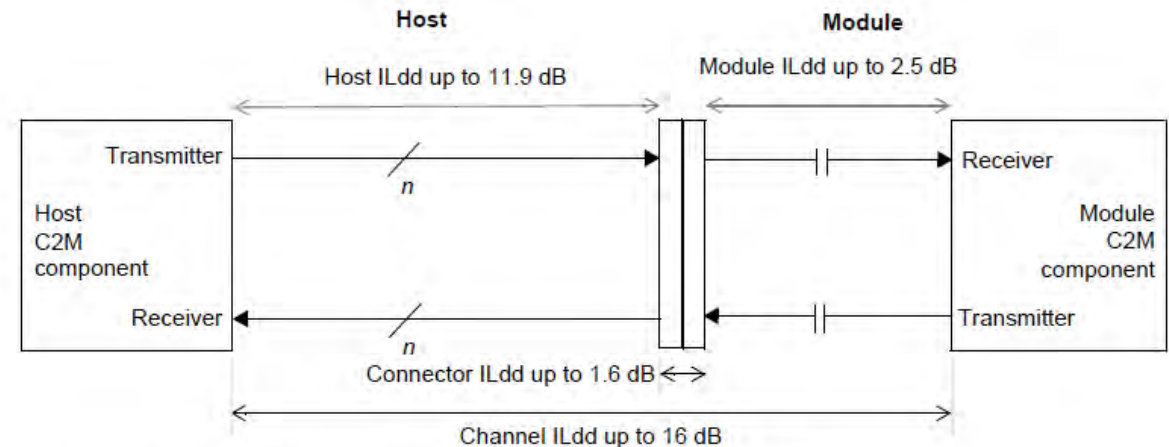 Host
Module
Host ILdd up to 11.9 dB
Module ILdd up to 2.5 dB
Transmitter
n
Receiver
Host
C2M
component
Module
C2M
component
Receiver
n
Transmitter
Connector ILdd up to 1.6 dB
Channel ILdd up to 16 dB